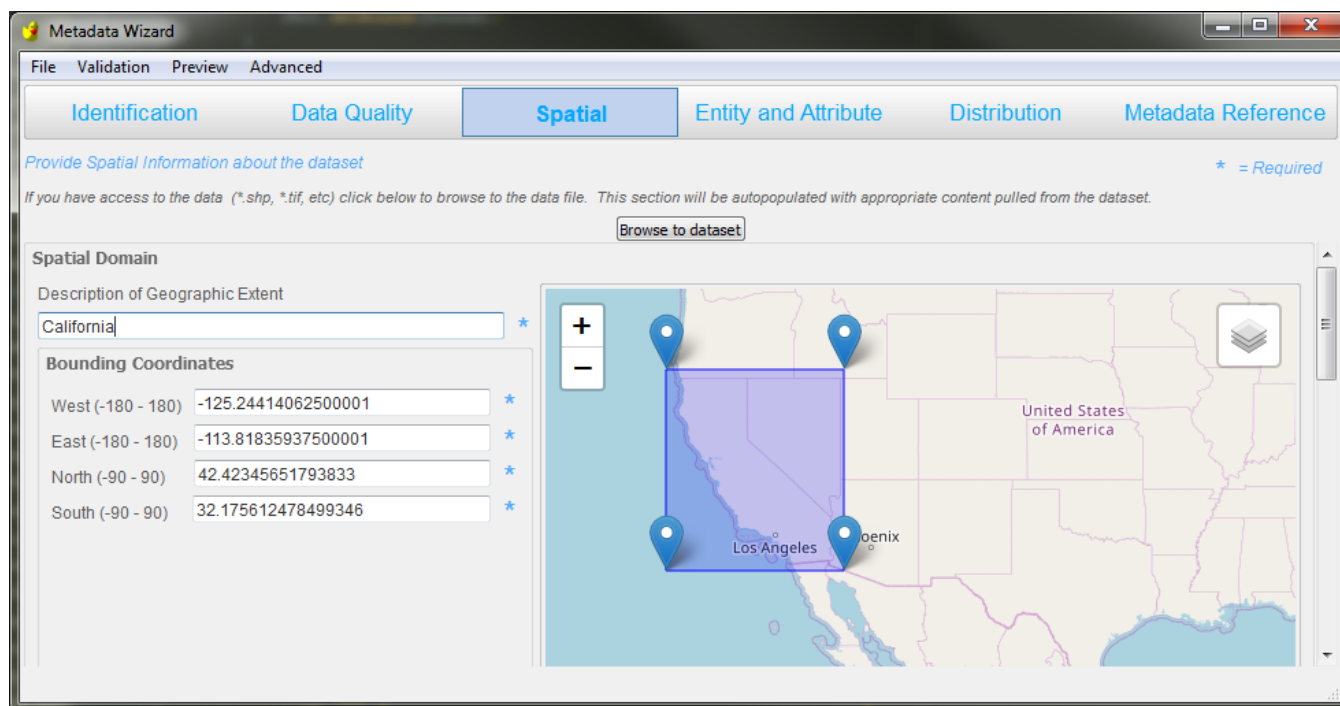 Metadata Wizard
File Validation Preview Advanced
Identification Data Quality Spatial Entity and Attribute Distribution Metadata Reference
Provide Spatial Information about the dataset
* = Required
If you have access to the data (*.shp, *.tif, etc) click below to browse to the data file. This section will be autopopulated with appropriate content pulled from the dataset.
Browse to dataset
Spatial Domain
Description of Geographic Extent
California *
Bounding Coordinates
West (-180 - 180) -125.24414062500001 *
East (-180 - 180) -113.81835937500001 *
North (-90 - 90) 42.42345651793833 *
South (-90 - 90) 32.175612478499346 *
+
−
United States
of America
Los Angeles
oenix